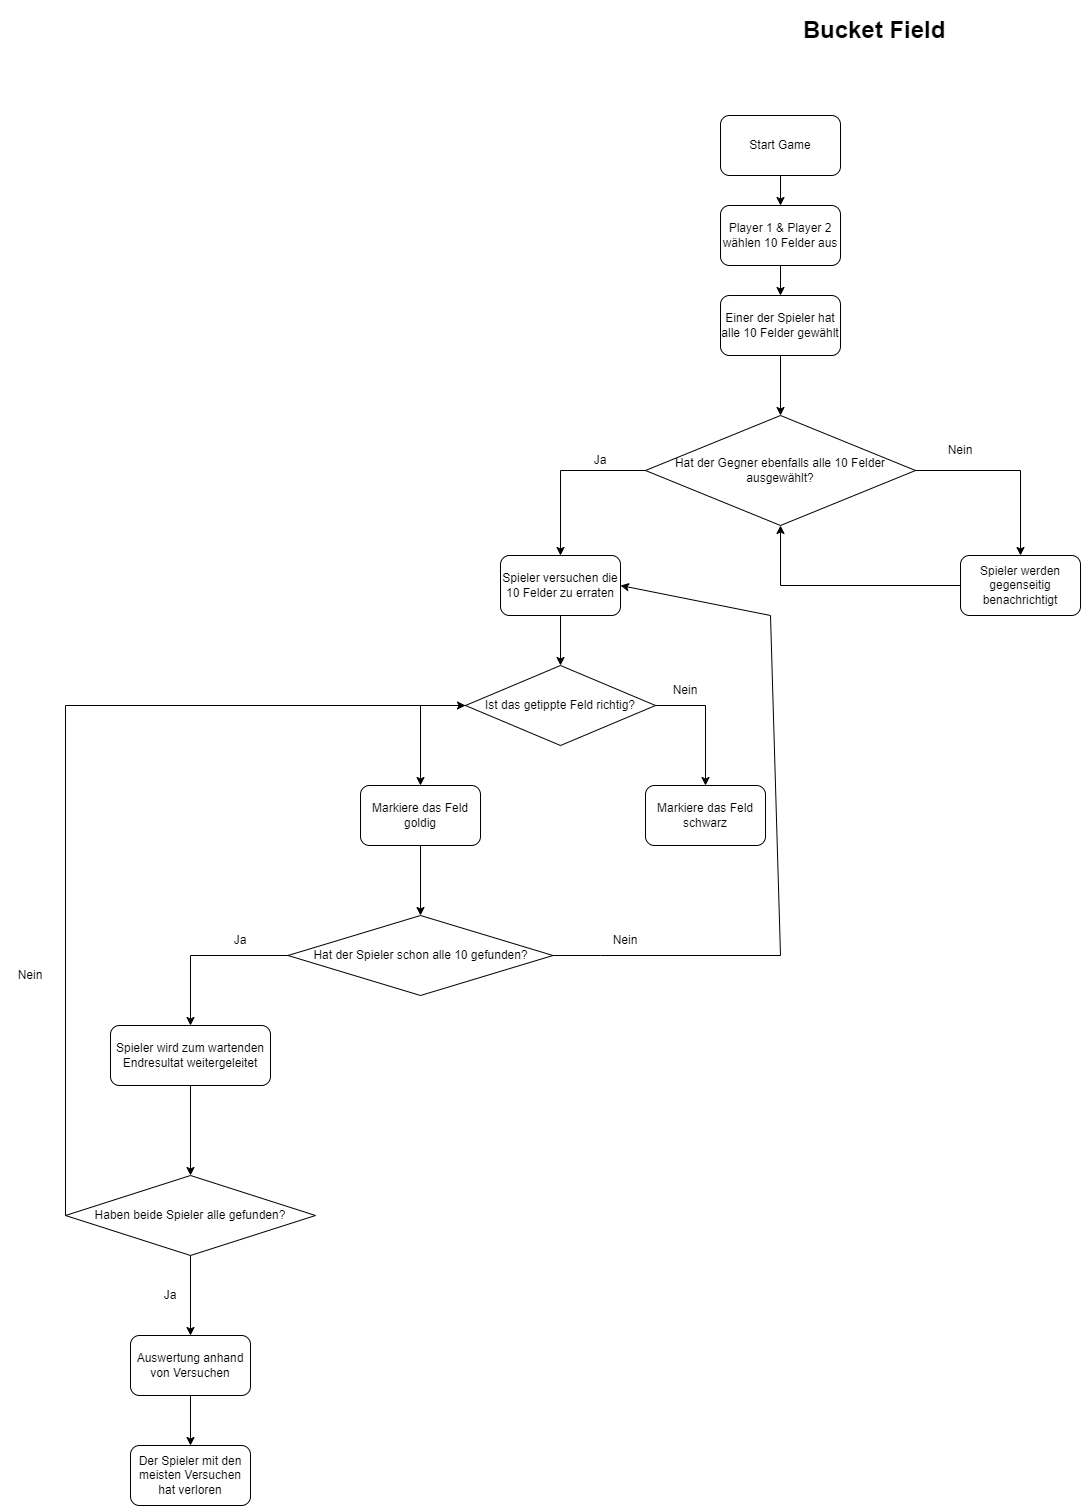 Bucket Field
Start Game
Player 1 & Player 2
wählen 10 Felder aus
Einer der Spieler hat
alle 10 Felder gewählt
Hat der Gegner ebenfalls alle 10 Felder
ausgewählt?
Ja
Nein
Spieler werden
gegenseitig
benachrichtigt
Spieler versuchen die
10 Felder zu erraten
Ist das getippte Feld richtig?
Nein
Markiere das Feld
goldig
Markiere das Feld
schwarz
Hat der Spieler schon alle 10 gefunden?
Ja
Nein
Nein
Spieler wird zum wartenden
Endresultat weitergeleitet
Haben beide Spieler alle gefunden?
Ja
Auswertung anhand
von Versuchen
Der Spieler mit den
meisten Versuchen
hat verloren